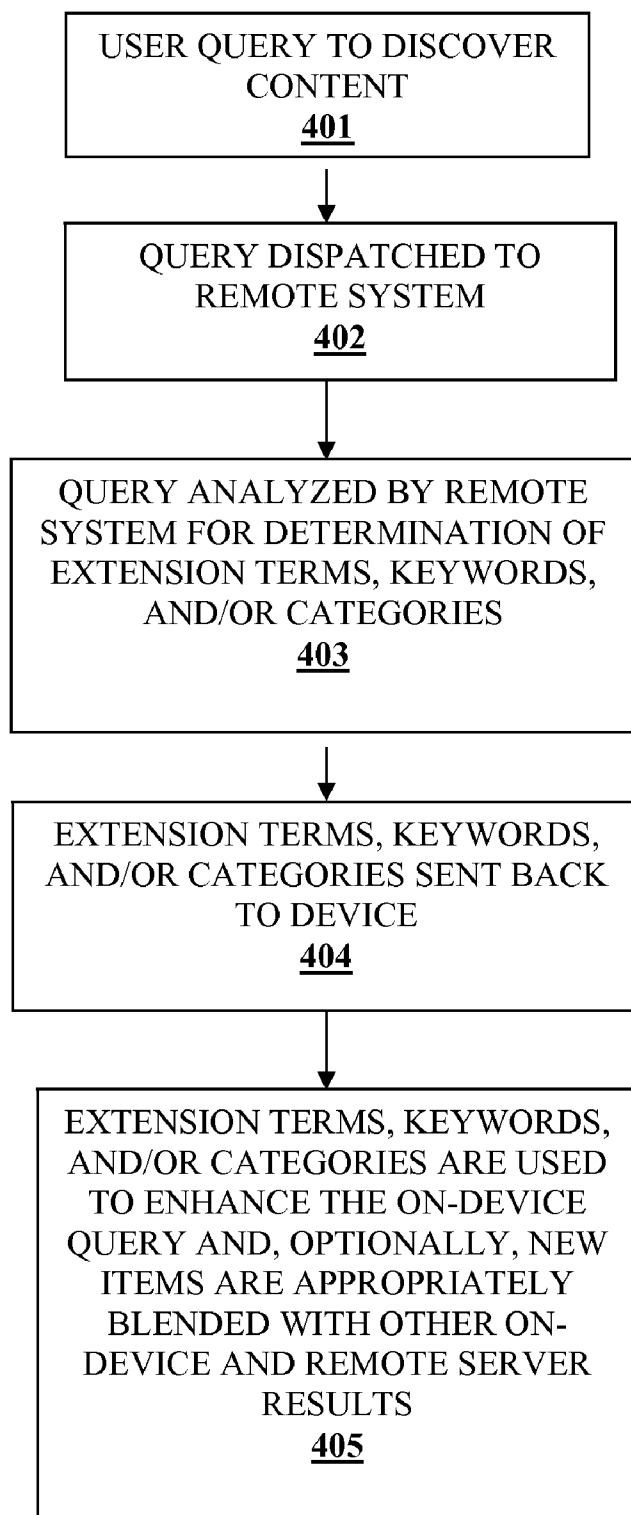 USER QUERY TO DISCOVER
CONTENT
401
QUERY DISPATCHED TO
REMOTE SYSTEM
402
QUERY ANALYZED BY REMOTE
SYSTEM FOR DETERMINATION OF
EXTENSION TERMS, KEYWORDS,
AND/OR CATEGORIES
403
EXTENSION TERMS, KEYWORDS,
AND/OR CATEGORIES SENT BACK
TO DEVICE
404
EXTENSION TERMS, KEYWORDS,
AND/OR CATEGORIES ARE USED
TO ENHANCE THE ON-DEVICE
QUERY AND, OPTIONALLY, NEW
ITEMS ARE APPROPRIATELY
BLENDED WITH OTHER ON-
DEVICE AND REMOTE SERVER
RESULTS
405